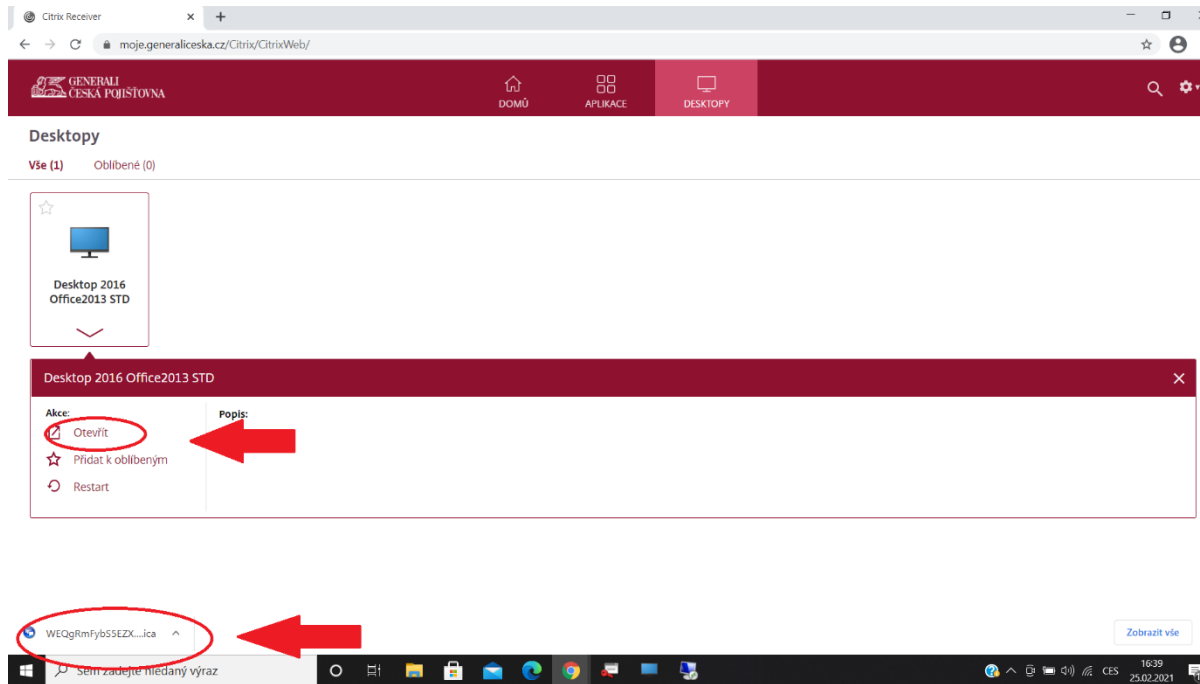 Citrix Receiver
moje.generaliceska.cz/Citrix/CitrixWeb/
GENERALI
ČESKÁ POJIŠŤOVNA
DOMŮ
APLIKACE
DESKTOPY
Desktopy
Vše (1)
Oblíbené (0)
Desktop 2016
Office2013 STD
Desktop 2016 Office2013 STD
Akce:
Otevřít
Přidat k oblíbeným
Restart
Popis:
WEQgRmFybS5EZX....ica
Zobrazit vše
Sem zadejte hledaný výraz
CES
16:39
25.02.2021